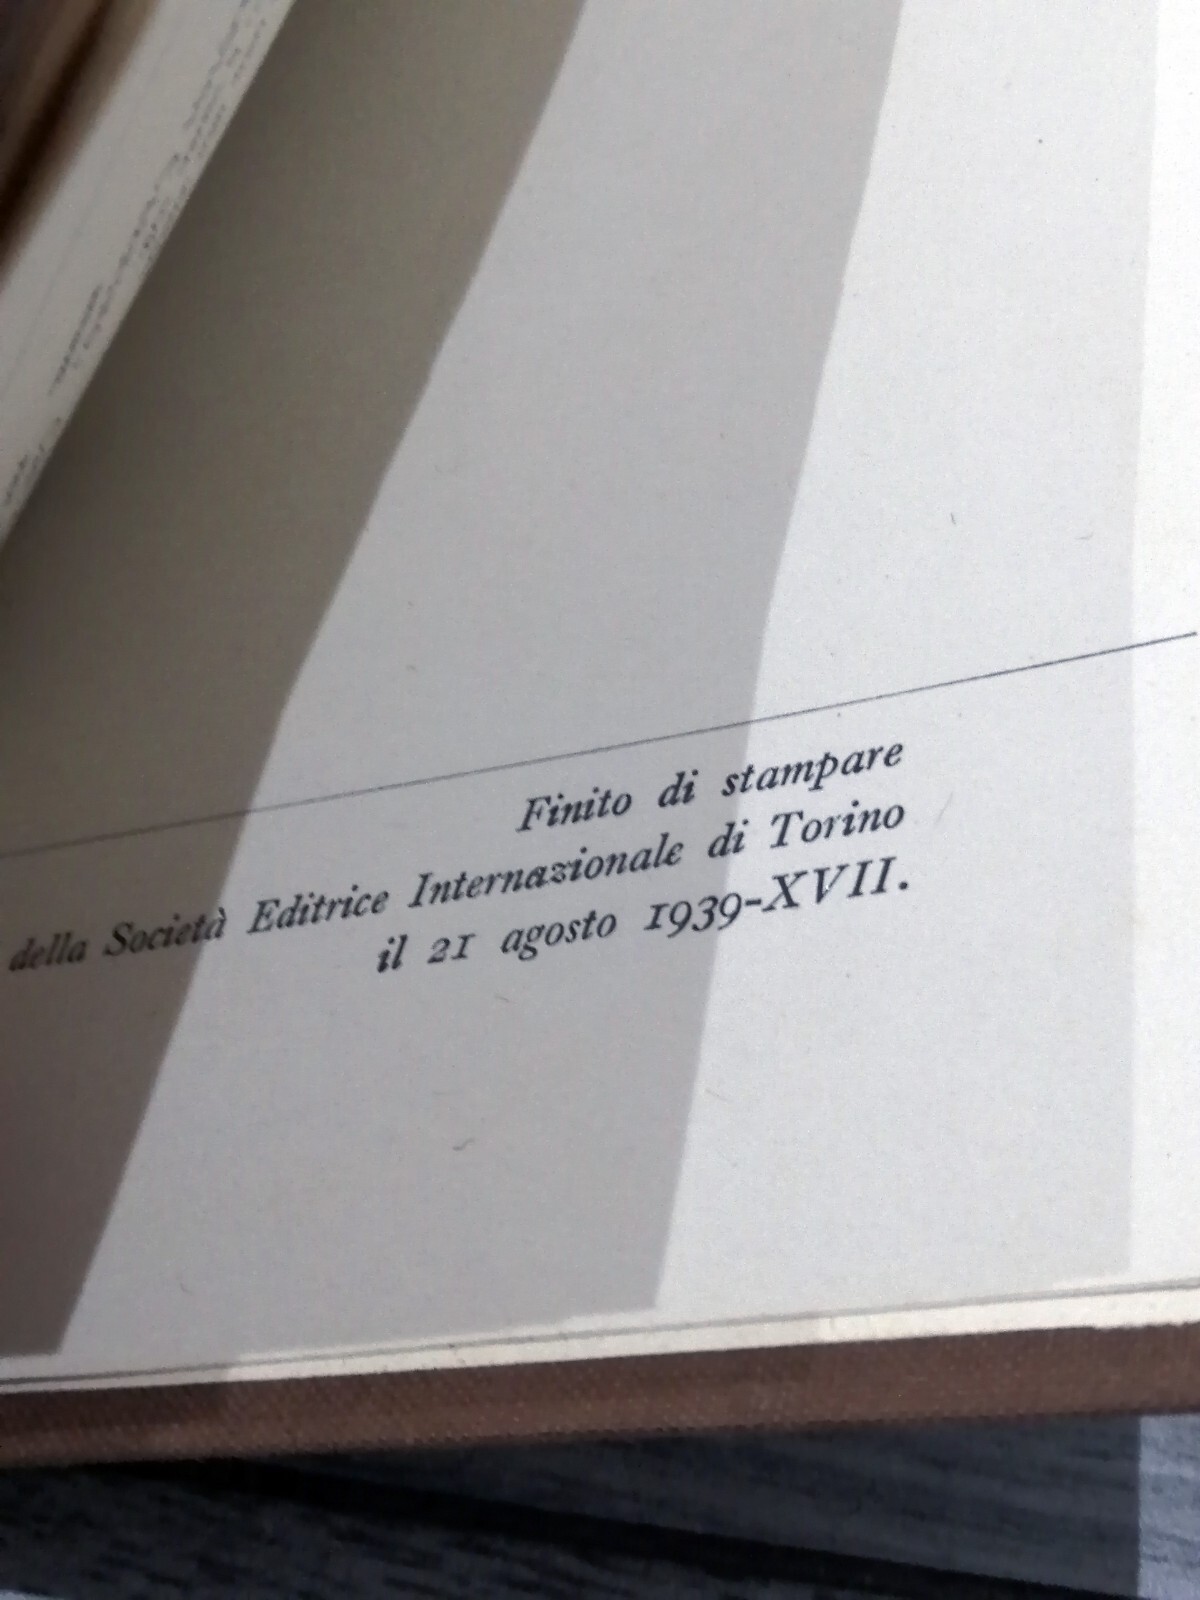 Finito di stampare
della Società Editrice Internazionale di Torino
il 21 agosto 1939-XVII.